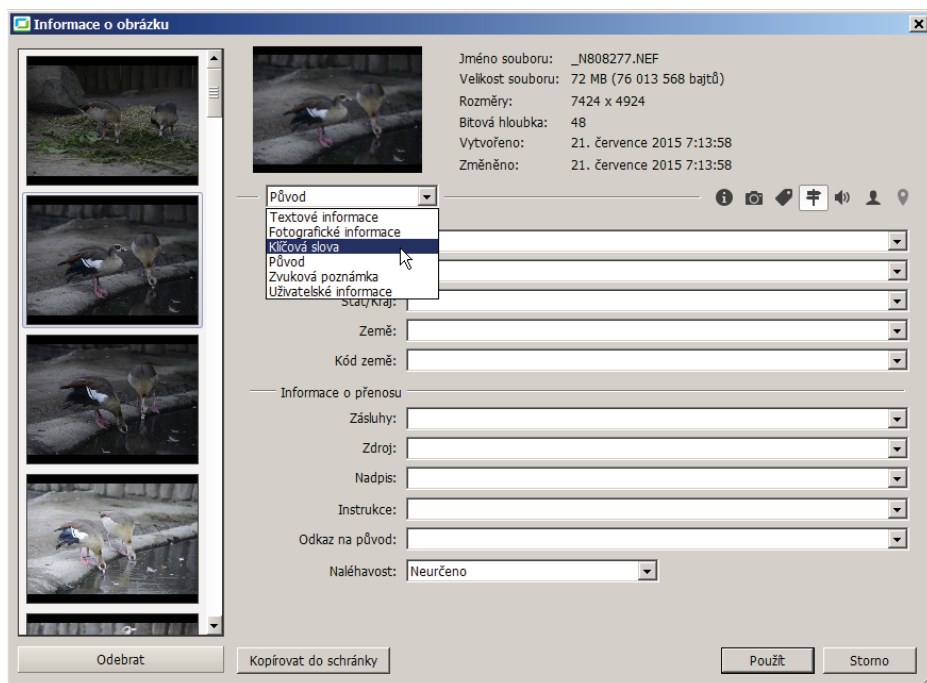 Informace o obrázku
Jméno souboru: _N808277.NEF
Velikost souboru: 72 MB (76 013 568 bajtů)
Rozměry: 7424 x 4924
Bitová hloubka: 48
Vytvořeno: 21. července 2015 7:13:58
Změněno: 21. července 2015 7:13:58
Původ
Textové informace
Fotografické informace
Klíčová slova
Původ
Zvuková poznámka
Uživatelské informace
Stát/Kraj:
Země:
Kód země:
Informace o přenosu
Zásluhy:
Zdroj:
Nadpis:
Instrukce:
Odkaz na původ:
Naléhavost: Neurčeno
Odebrat
Kopírovat do schránky
Použít
Storno